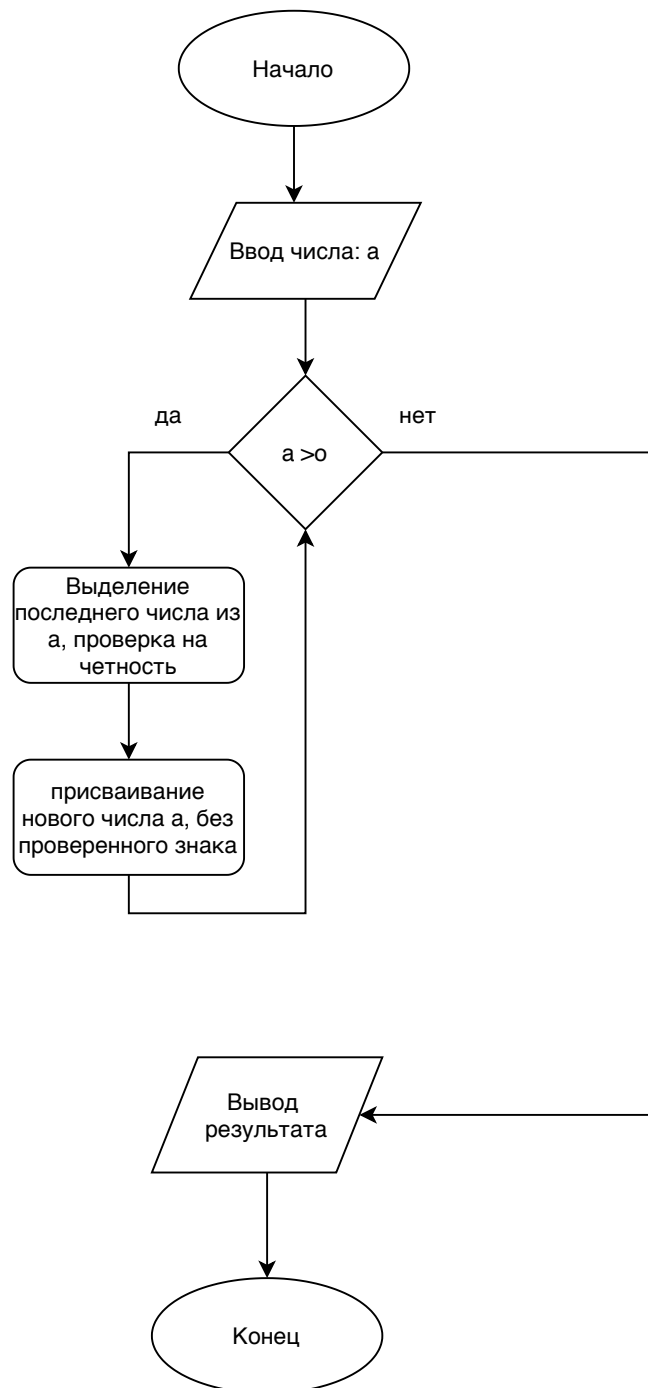 Начало
Ввод числа: a
да
нет
a >o
Выделение
последнего числа из
a, проверка на
четность
присваивание
нового числа a, без
проверенного знака
Вывод
результата
Конец